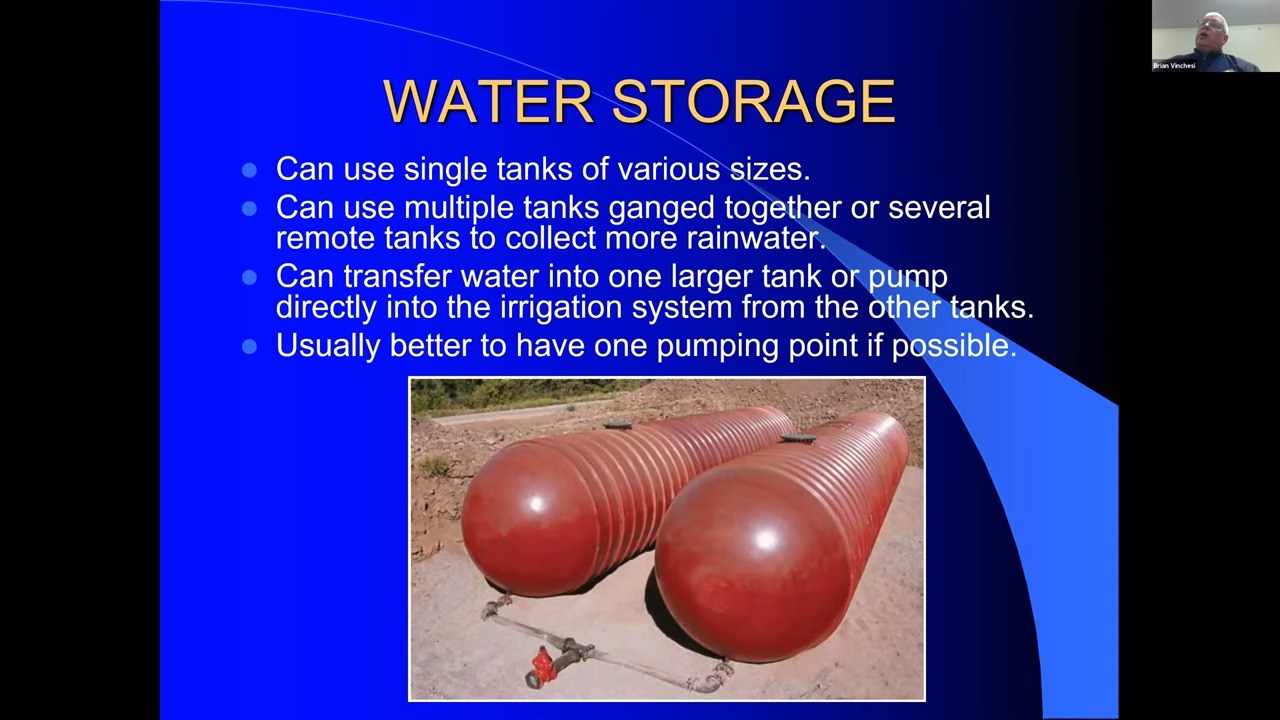 WATER STORAGE
Can use single tanks of various sizes.
Can use multiple tanks ganged together or several
remote tanks to collect more rainwater.
Can transfer water into one larger tank or pump
directly into the irrigation system from the other tanks.
Usually better to have one pumping point if possible.
Brian Vinchesi